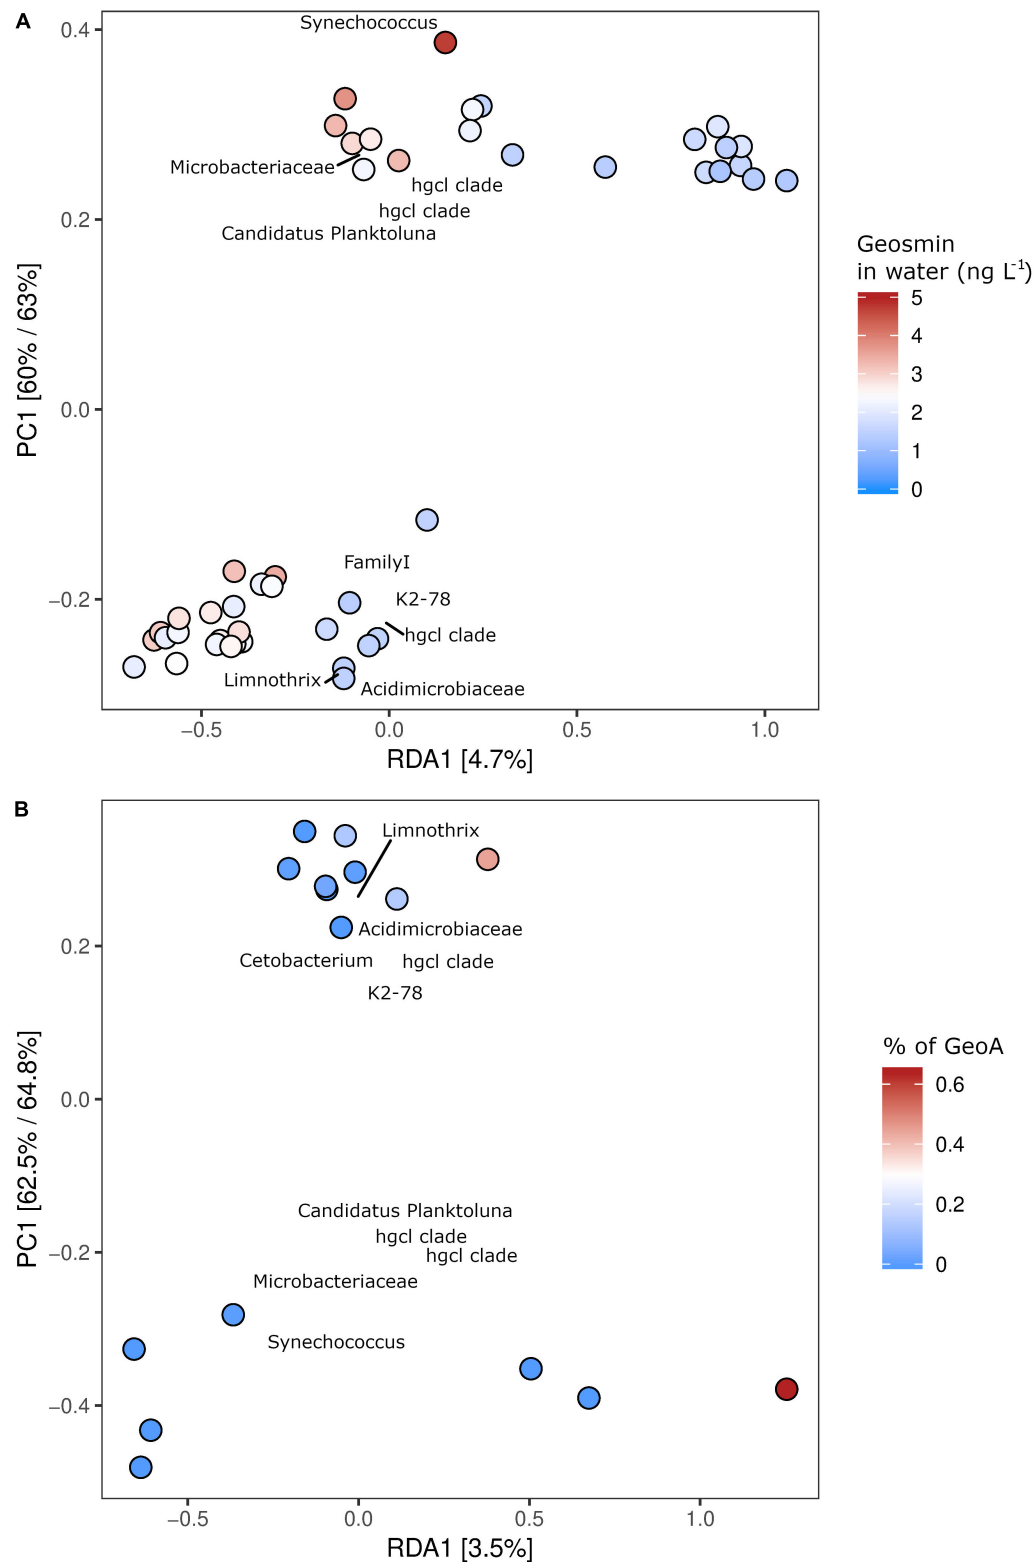 A
Synechococcus
0.4
Microbacteriaceae
hgcl clade
hgcl clade
0.2
Candidatus Planktoluna
Geosmin
in water (ng L-1)
5
4
3
2
1
0
PC1 [60% / 63%]
0.0
FamilyI
K2-78
−0.2
hgcl clade
Limnothrix
Acidimicrobiaceae
−0.5
0.0
0.5
1.0
RDA1 [4.7%]
B
Limnothrix
Acidimicrobiaceae
0.2
Cetobacterium
hgcl clade
K2-78
% of GeoA
0.6
0.4
0.2
0
PC1 [62.5% / 64.8%]
0.0
Candidatus Planktoluna
hgcl clade
−0.2
hgcl clade
Microbacteriaceae
Synechococcus
−0.4
−0.5
0.0
0.5
1.0
RDA1 [3.5%]